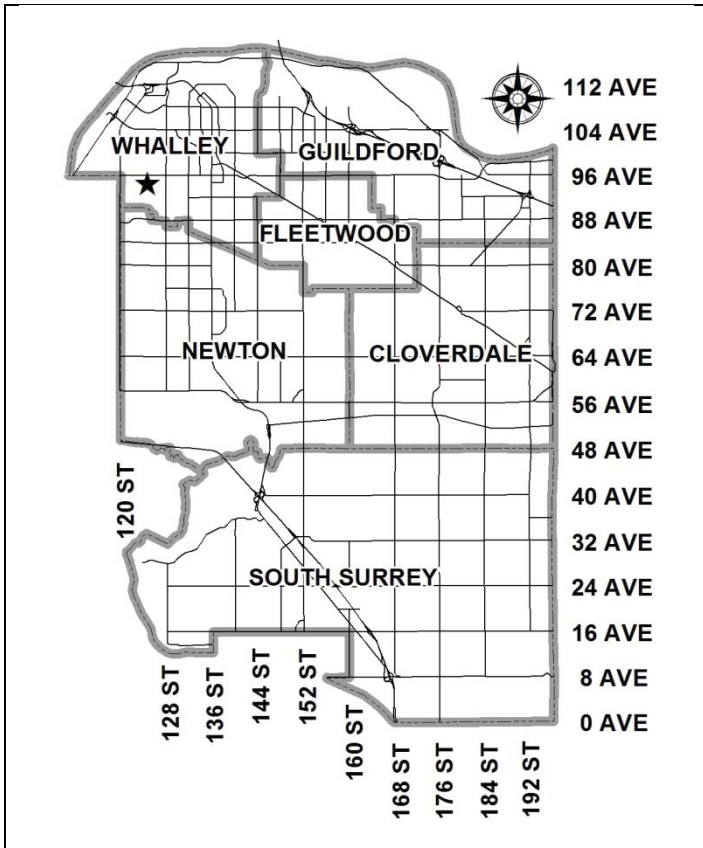 112 AVE
104 AVE
WHALLEY
GUILDFORD
96 AVE
88 AVE
FLEETWOOD
80 AVE
72 AVE
NEWTON
CLOVERDALE
64 AVE
56 AVE
48 AVE
120 ST
40 AVE
32 AVE
SOUTH SURREY
24 AVE
16 AVE
128 ST
136 ST
144 ST
152 ST
160 ST
8 AVE
0 AVE
168 ST
176 ST
184 ST
192 ST